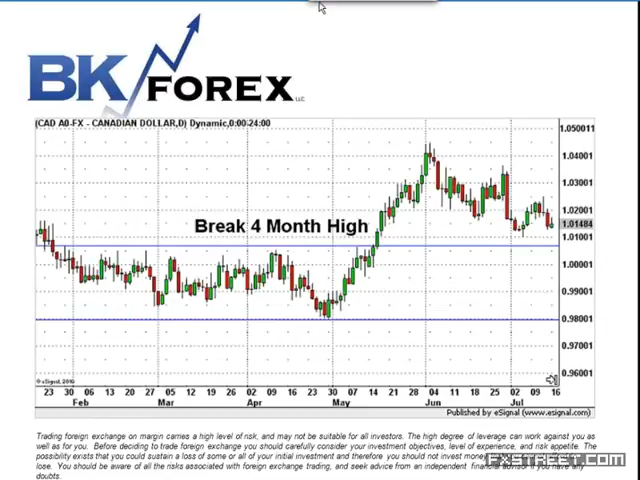 BK FOREX LLC
(CAD A0-FX - CANADIAN DOLLAR,D) Dynamic,0:00-24:00
1.05001
1.04001
1.03001
1.02001
Break 4 Month High
1.01484
1.01001
1.00001
0.99001
0.98001
0.97001
0.96001
© eSignal, 2010
23 30 06 13 20 27 05 12 19 26 02 09 16 23 30 07 14 21 28 04 11 18 25 02 09 16
Feb Mar Apr May Jun Jul
Published by eSignal (www.esignal.com)
Trading foreign exchange on margin carries a high level of risk, and may not be suitable for all investors. The high degree of leverage can work against you as
well as for you. Before deciding to trade foreign exchange you should carefully consider your investment objectives, level of experience, and risk appetite. The
possibility exists that you could sustain a loss of some or all of your initial investment and therefore you should not invest money
lose. You should be aware of all the risks associated with foreign exchange trading, and seek advice from an independent financial advisor if you have any
doubts.
FXSTREET.COM